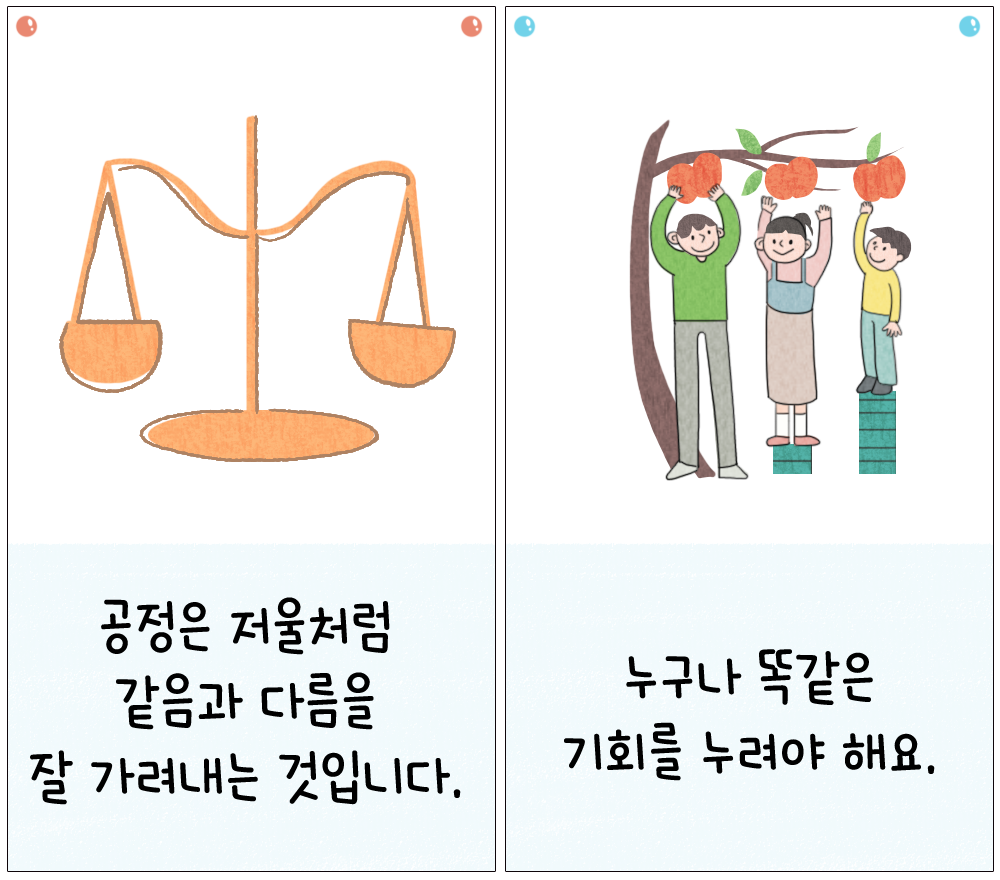 공정은 저울처럼
같음과 다름을
잘 가려내는 것입니다.
누구나 똑같은
기회를 누려야 해요.